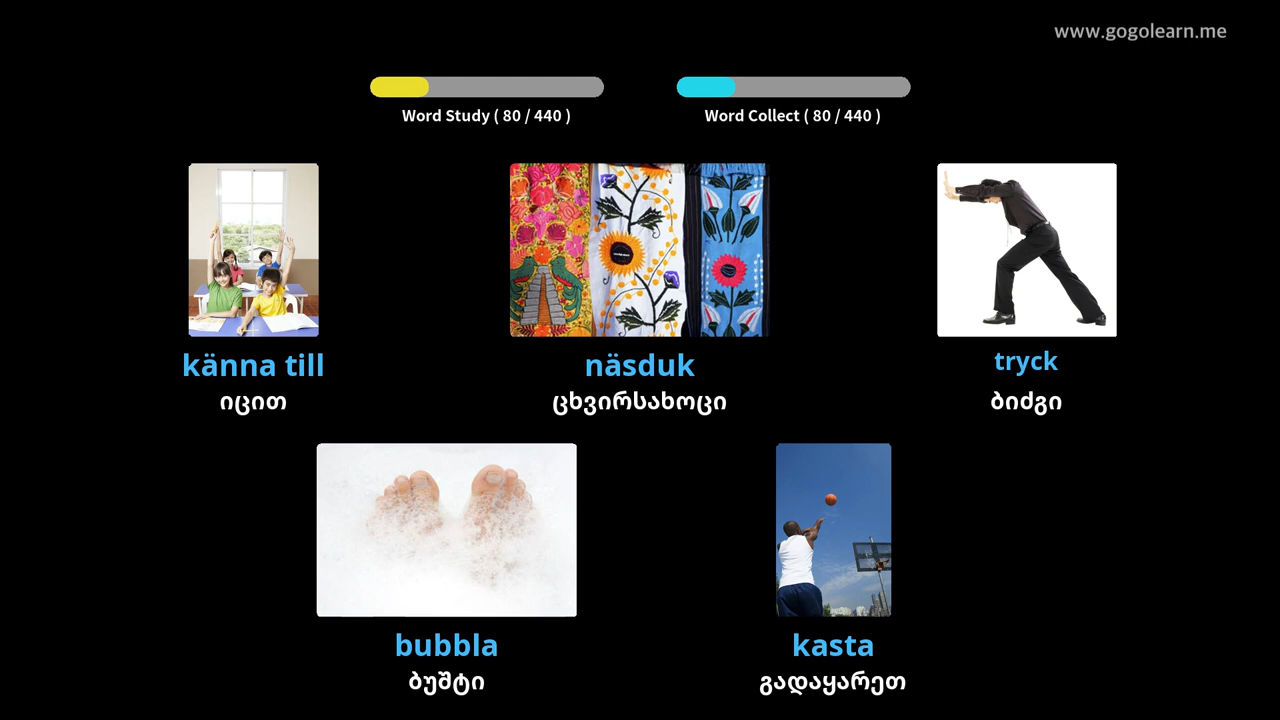 www.gogolearn.me
Word Study ( 80 / 440 )
Word Collect ( 80 / 440 )
känna till
იცით
näsduk
ცხვირსახოცი
tryck
ბიძგი
bubbla
ბუშტი
kasta
გადაყარეთ